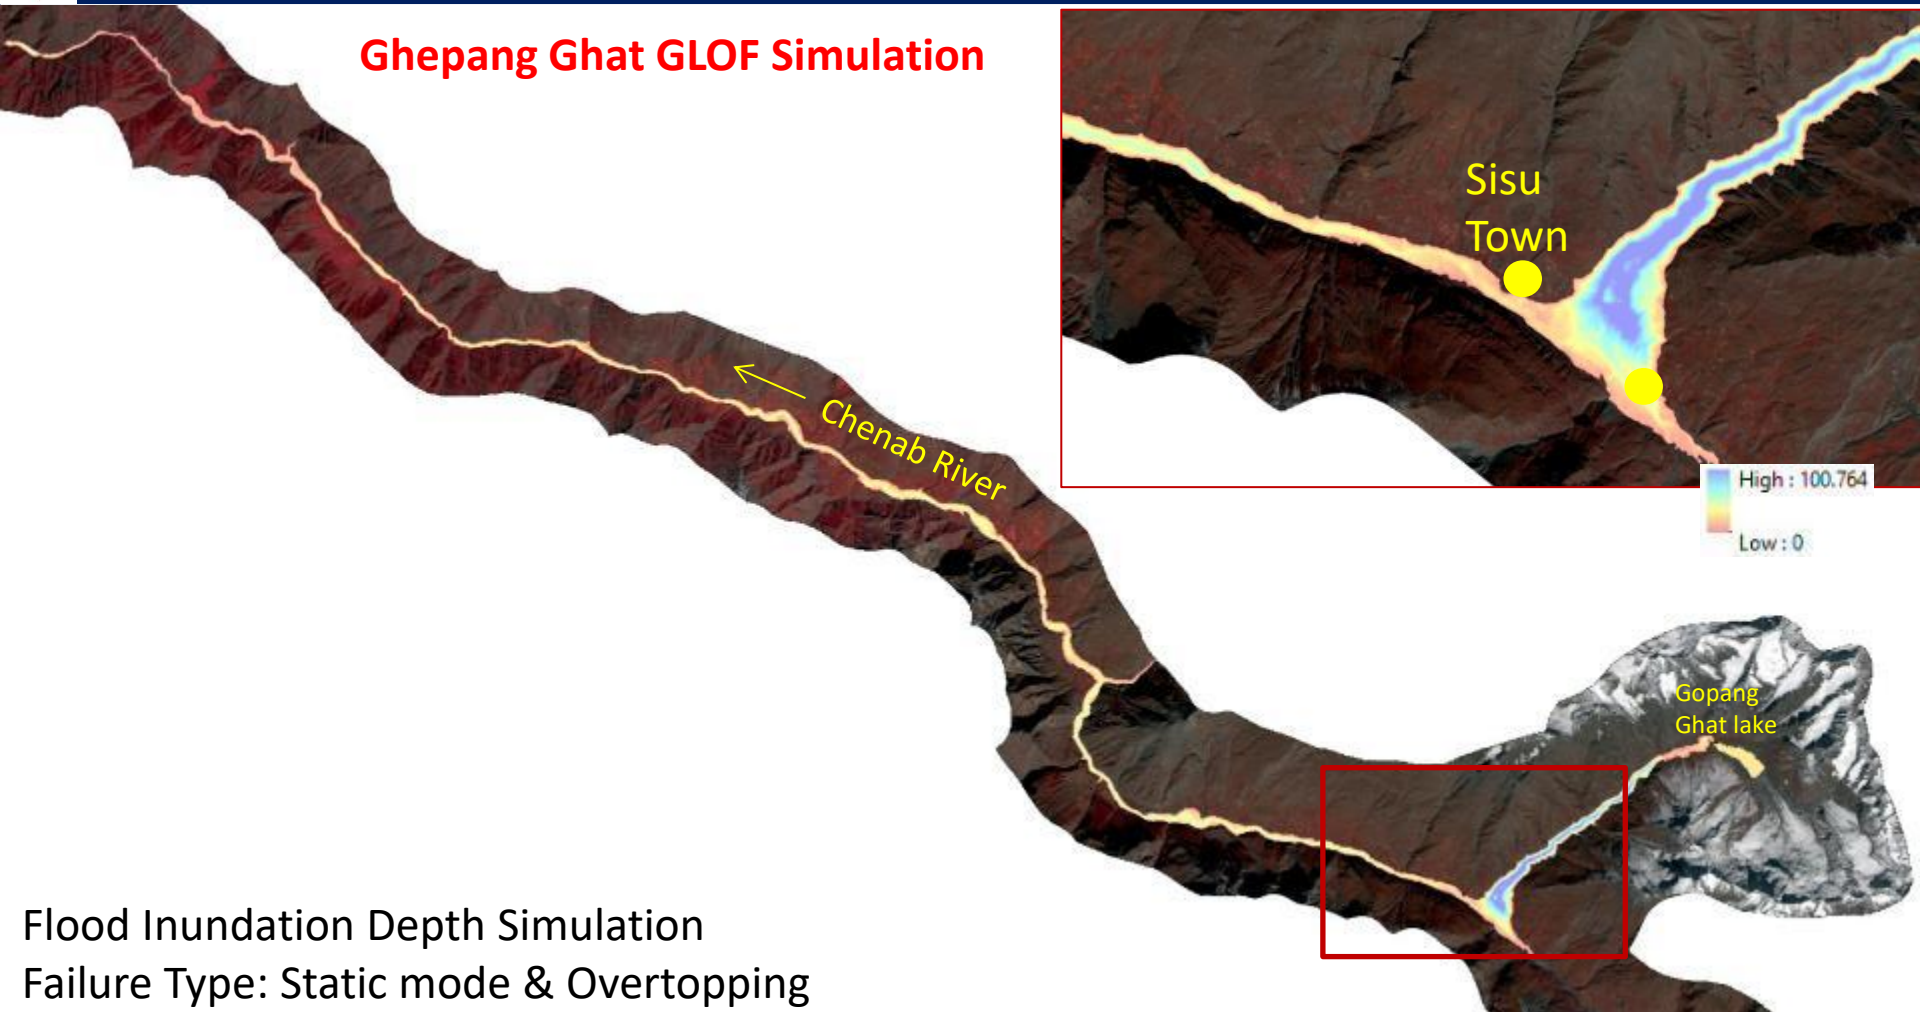 Ghepang Ghat GLOF Simulation
Sisu
Town
Chenab River
High : 100.764
Low : 0
Gopang
Ghat lake
Flood Inundation Depth Simulation
Failure Type: Static mode & Overtopping